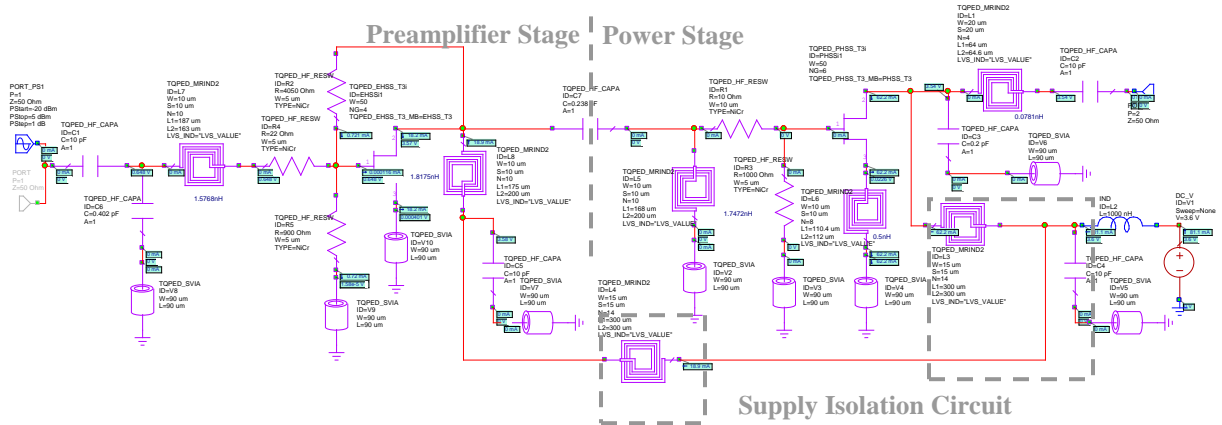 Preamplifier Stage
Power Stage
PORT_PS1
P=1
Z=50 Ohm
PStart=-20 dBm
PStop=5 dBm
PStep=1 dB
PORT
P=1
Z=50 Ohm
TQPED_HF_CAPA
ID=C1
C=10 pF
A=1
TQPED_HF_CAPA
ID=C6
C=0.402 pF
A=1
TQPED_SVIA
ID=V8
W=90 um
L=90 um
TQPED_MRIND2
ID=L7
W=10 um
S=10 um
N=10
L1=187 um
L2=163 um
LVS_IND="LVS_VALUE"
1.5768nH
TQPED_HF_RESW
ID=R2
R=4050 Ohm
W=5 um
TYPE=NiCr
TQPED_HF_RESW
ID=R4
R=22 Ohm
W=5 um
TYPE=NiCr
TQPED_HF_RESW
ID=R5
R=900 Ohm
W=5 um
TYPE=NiCr
TQPED_SVIA
ID=V9
W=90 um
L=90 um
TQPED_EHSS_T3i
ID=EHSSi1
W=50
NG=4
TQPED_EHSS_T3_MB=EHSS_T3
TQPED_SVIA
ID=V10
W=90 um
L=90 um
TQPED_MRIND2
ID=L8
W=10 um
S=10 um
N=10
L1=175 um
L2=200 um
LVS_IND="LVS_VALUE"
1.8175nH
TQPED_HF_CAPA
ID=C5
C=10 pF
A=1
TQPED_SVIA
ID=V7
W=90 um
L=90 um
TQPED_HF_CAPA
ID=C7
C=0.238 pF
A=1
TQPED_MRIND2
ID=L5
W=10 um
S=10 um
N=10
L1=168 um
L2=200 um
LVS_IND="LVS_VALUE"
1.7472nH
TQPED_SVIA
ID=V2
W=90 um
L=90 um
TQPED_HF_RESW
ID=R1
R=10 Ohm
W=10 um
TYPE=NiCr
TQPED_HF_RESW
ID=R3
R=1000 Ohm
W=5 um
TYPE=NiCr
TQPED_SVIA
ID=V3
W=90 um
L=90 um
TQPED_PHSS_T3i
ID=PHSSi1
W=50
NG=6
TQPED_PHSS_T3_MB=PHSS_T3
TQPED_MRIND2
ID=L6
W=10 um
S=10 um
N=8
L1=110.4 um
L2=112 um
LVS_IND="LVS_VALUE"
0.5nH
TQPED_SVIA
ID=V4
W=90 um
L=90 um
TQPED_MRIND2
ID=L1
W=20 um
S=20 um
N=4
L1=64 um
L2=64.6 um
LVS_IND="LVS_VALUE"
0.0781nH
TQPED_HF_CAPA
ID=C2
C=10 pF
A=1
P=2
Z=50 Ohm
TQPED_HF_CAPA
ID=C3
C=0.2 pF
A=1
TQPED_SVIA
ID=V6
W=90 um
L=90 um
TQPED_MRIND2
ID=L3
W=15 um
S=15 um
N=14
L1=300 um
L2=300 um
LVS_IND="LVS_VALUE"
IND
ID=L2
L=1000 nH
DC_V
ID=V1
Sweep=None
V=3.6 V
TQPED_HF_CAPA
ID=C4
C=10 pF
A=1
TQPED_SVIA
ID=V5
W=90 um
L=90 um
TQPED_MRIND2
ID=L4
W=15 um
S=15 um
N=14
L1=300 um
L2=300 um
LVS_IND="LVS_VALUE"
Supply Isolation Circuit